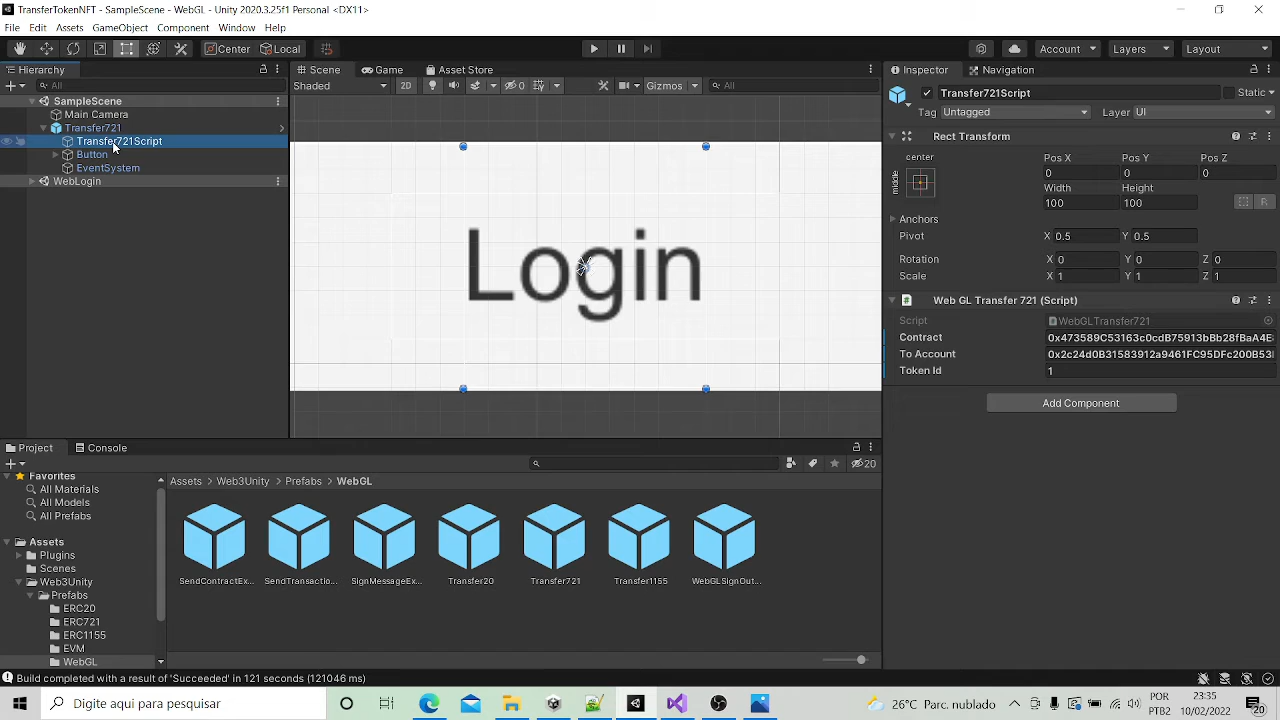 TransferTokenNFT - SampleScene - WebGL - Unity 2020.3.25f1 Personal <DX11>
File Edit Assets GameObject Component Window Help
Center Local Account Layers Layout
Hierarchy Scene Game Asset Store Inspector Navigation
All Shaded 2D 0 Gizmos All Transfer721Script Static
SampleScene Tag Untagged Layer UI
Main Camera
Transfer721 Rect Transform
Transfer721Script center Pos X Pos Y Pos Z
Button middle 0 0 0
EventSystem Width Height
WebLogin 100 100 R
Anchors
Pivot X 0.5 Y 0.5
Rotation X 0 Y 0 Z 0
Scale X 1 Y 1 Z 1
Login
Web GL Transfer 721 (Script)
Script WebGLTransfer721
Contract 0x473589C53163c0cdB75913bBb28fBaA4E
To Account 0x2c24d0B31583912a9461FC95DFc200B53
Token Id 1
Add Component
Project Console
20
Favorites Assets Web3Unity Prefabs WebGL
All Materials
All Models
All Prefabs
Assets
Plugins
Scenes
Web3Unity
Prefabs
ERC20
ERC721
ERC1155
EVM
WebGL
SendContractEx... SendTransactio... SignMessageEx... Transfer20 Transfer721 Transfer1155 WebGLSignOut...
Build completed with a result of 'Succeeded' in 121 seconds (121046 ms)
Digite aqui para pesquisar 26°C Parc. nublado POR 23:35
PTB2 10/02/2022 20